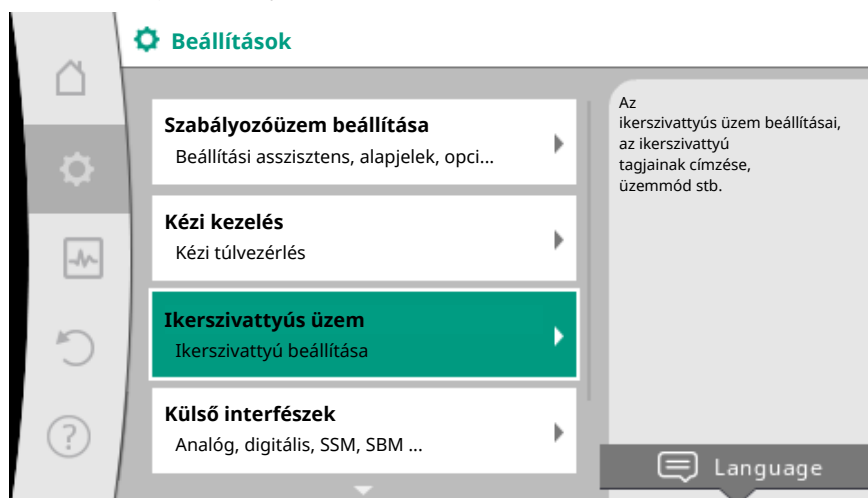 Beállítások
Szabályozóüzem beállítása
Beállítási asszisztens, alapjelek, opci...
Kézi kezelés
Kézi túlvezérlés
Ikerszivattyús üzem
Ikerszivattyú beállítása
Külső interfészek
Analóg, digitális, SSM, SBM ...
Az
ikerszivattyús üzem beállításai,
az ikerszivattyú
tagjainak címzése,
üzemmód stb.
Language